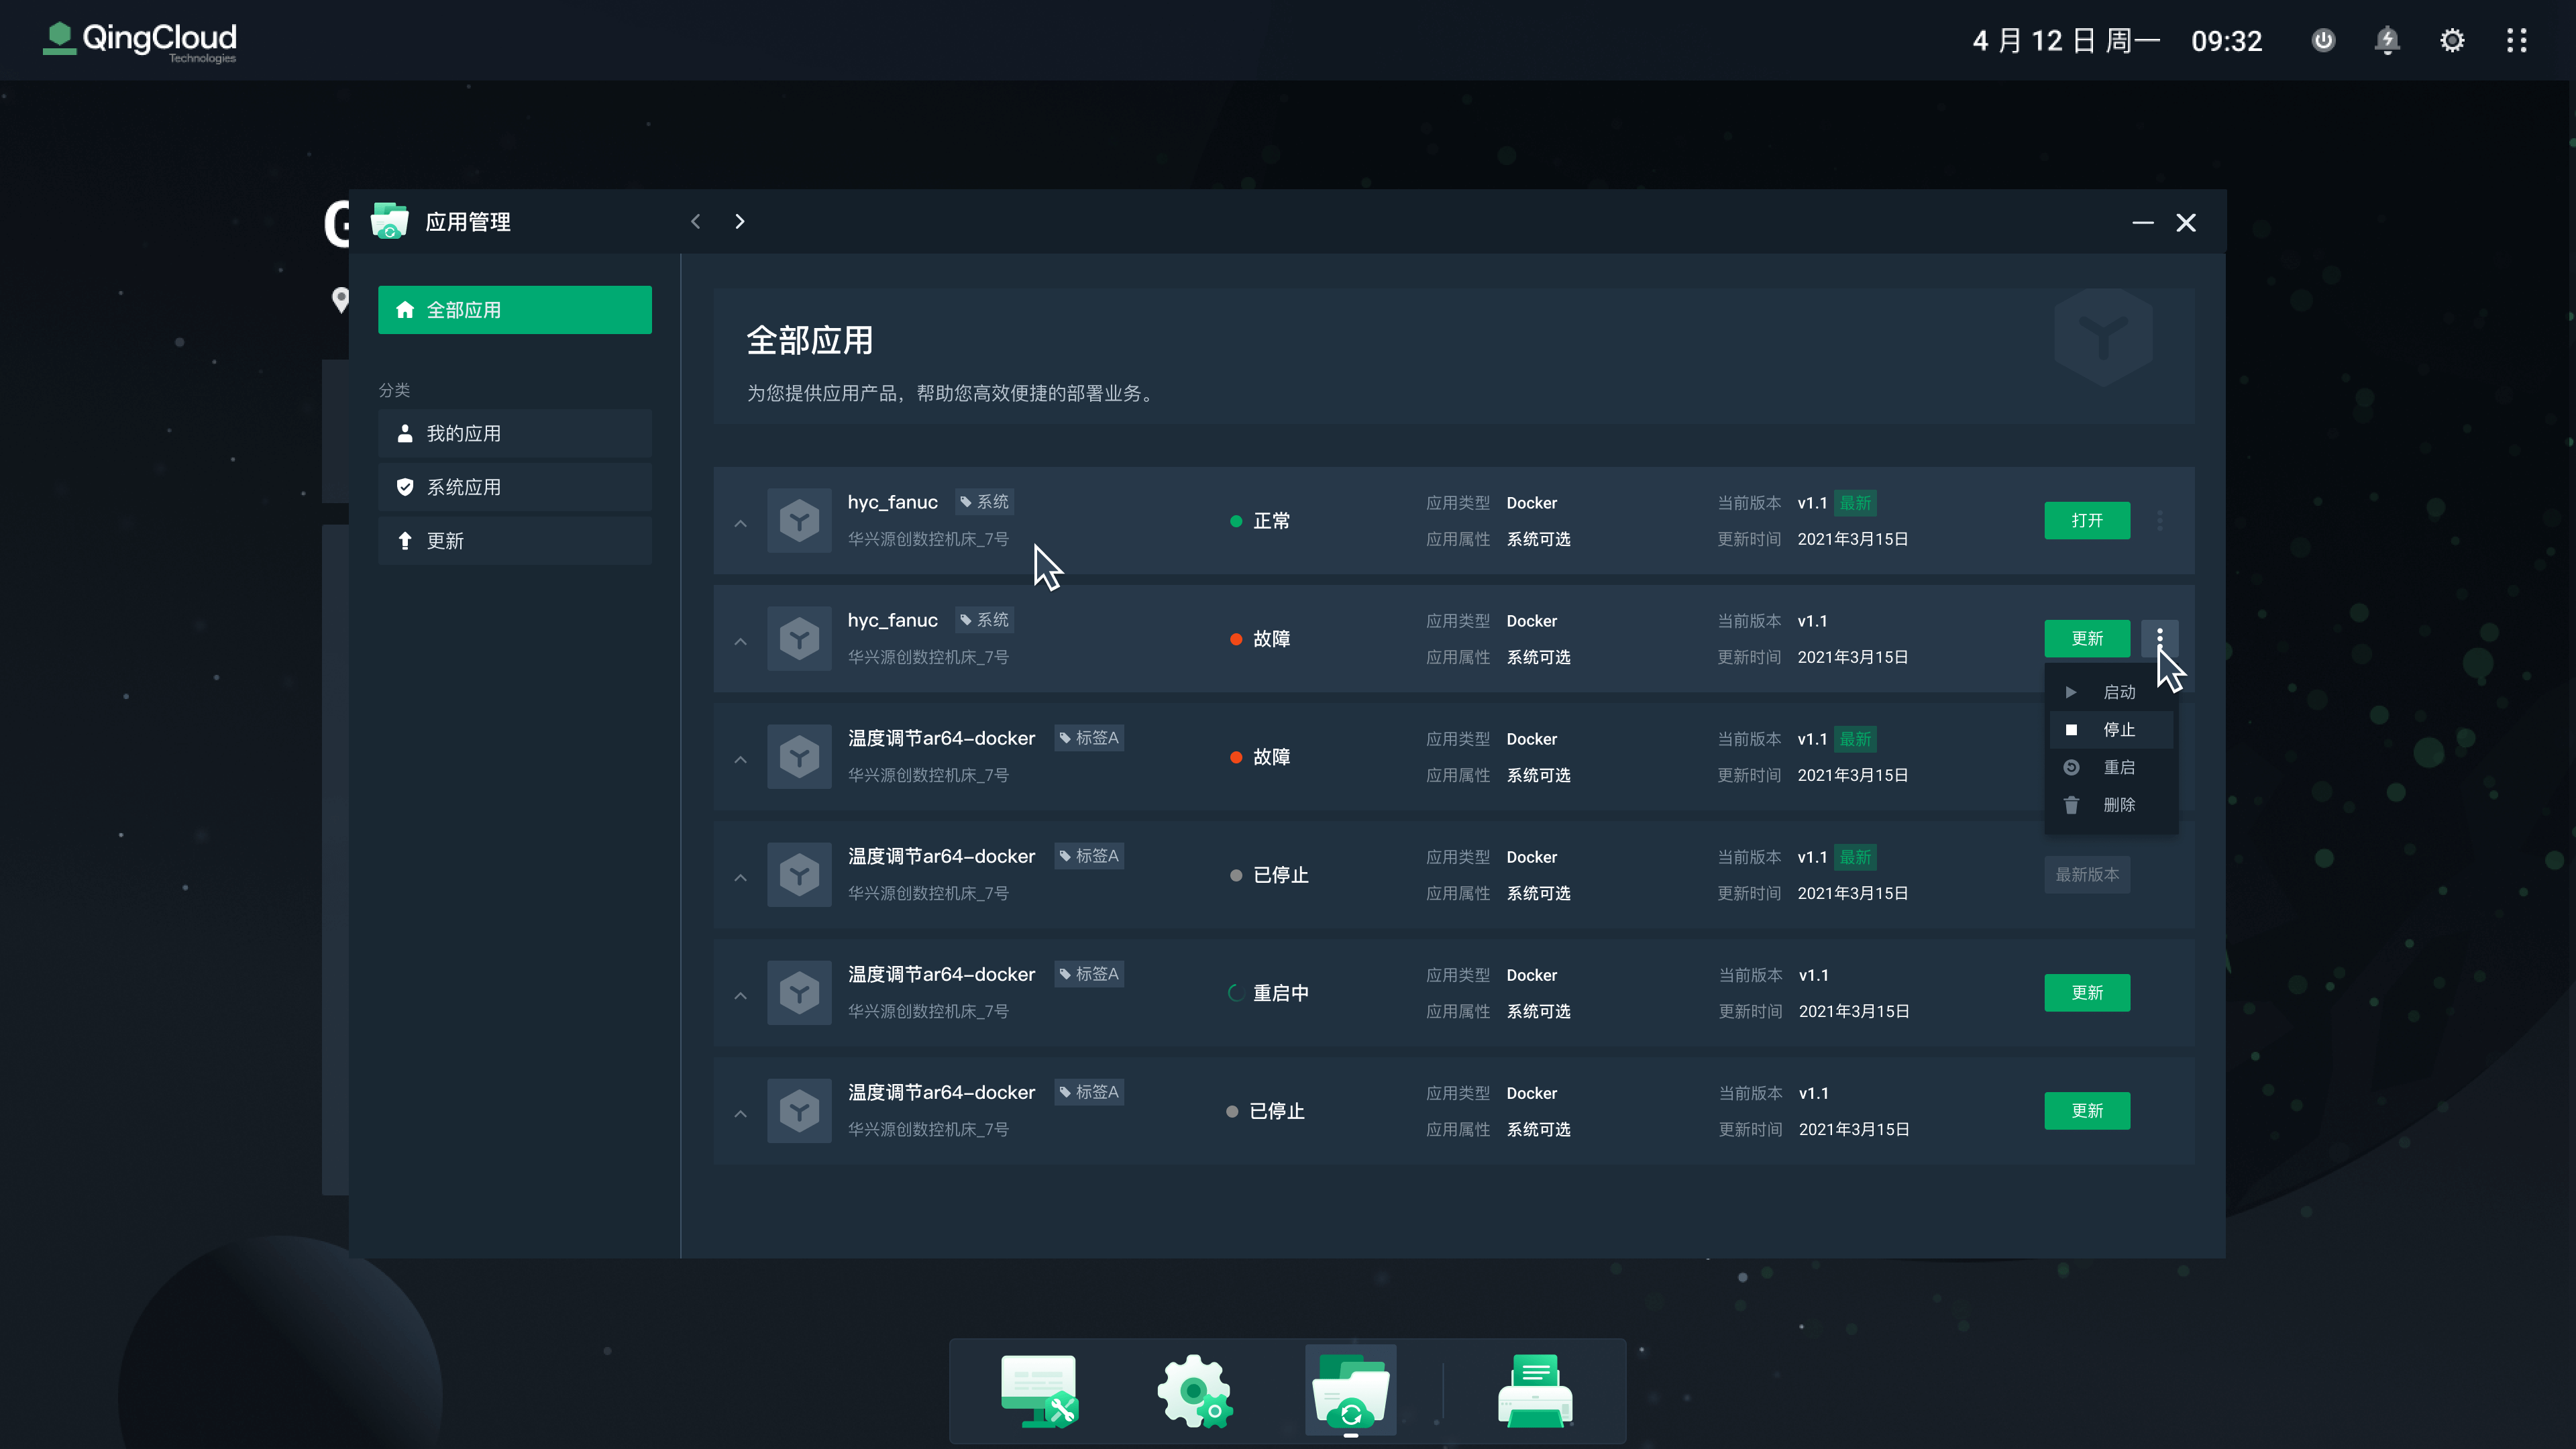 QingCloud
Technologies
4 月 12 日 周一 09:32
G
应用管理
全部应用
分类
我的应用
系统应用
更新
全部应用
为您提供应用产品，帮助您高效便捷的部署业务。
hyc_fanuc 系统
华兴源创数控机床_7号
正常
应用类型 Docker
应用属性 系统可选
当前版本 v1.1 最新
更新时间 2021年3月15日
打开
hyc_fanuc 系统
华兴源创数控机床_7号
故障
应用类型 Docker
应用属性 系统可选
当前版本 v1.1
更新时间 2021年3月15日
更新
启动
停止
重启
删除
温度调节ar64-docker 标签A
华兴源创数控机床_7号
故障
应用类型 Docker
应用属性 系统可选
当前版本 v1.1 最新
更新时间 2021年3月15日
温度调节ar64-docker 标签A
华兴源创数控机床_7号
已停止
应用类型 Docker
应用属性 系统可选
当前版本 v1.1 最新
更新时间 2021年3月15日
最新版本
温度调节ar64-docker 标签A
华兴源创数控机床_7号
重启中
应用类型 Docker
应用属性 系统可选
当前版本 v1.1
更新时间 2021年3月15日
更新
温度调节ar64-docker 标签A
华兴源创数控机床_7号
已停止
应用类型 Docker
应用属性 系统可选
当前版本 v1.1
更新时间 2021年3月15日
更新